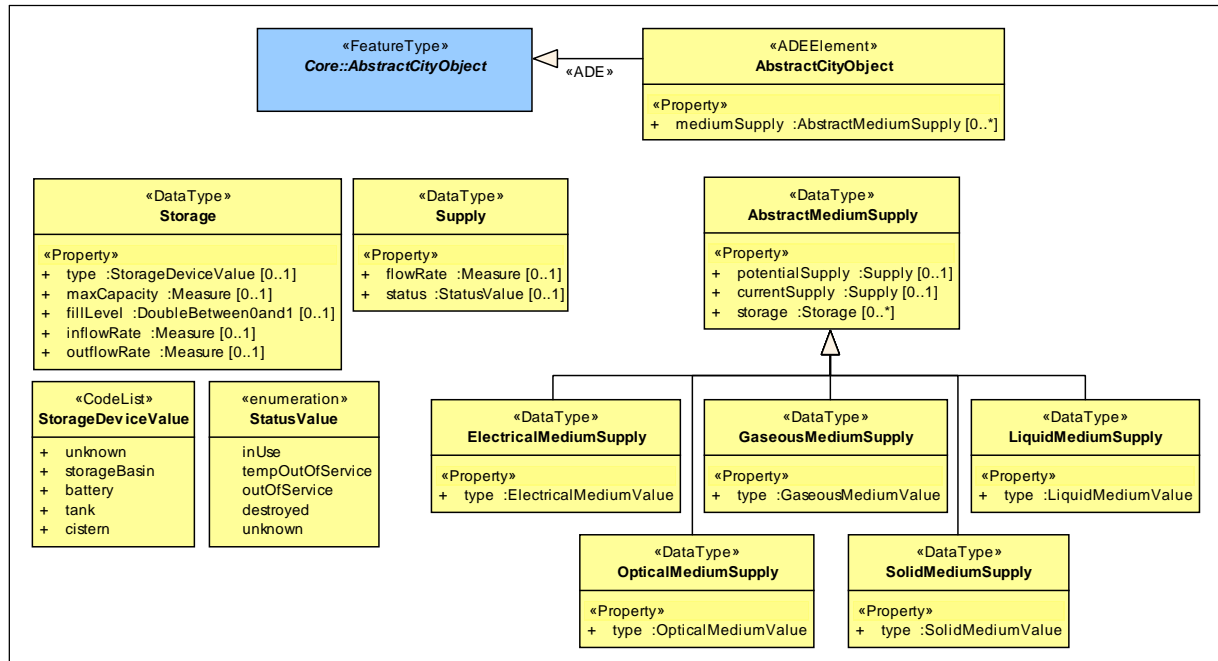 «FeatureType»
Core::AbstractCityObject
«ADE»
«ADEElement»
AbstractCityObject
«Property»
+ mediumSupply :AbstractMediumSupply [0..*]
«DataType»
Storage
«Property»
+ type :StorageDeviceValue [0..1]
+ maxCapacity :Measure [0..1]
+ fillLevel :DoubleBetween0and1 [0..1]
+ inflowRate :Measure [0..1]
+ outflowRate :Measure [0..1]
«DataType»
Supply
«Property»
+ flowRate :Measure [0..1]
+ status :StatusValue [0..1]
«DataType»
AbstractMediumSupply
«Property»
+ potentialSupply :Supply [0..1]
+ currentSupply :Supply [0..1]
+ storage :Storage [0..*]
«CodeList»
StorageDeviceValue
+ unknown
+ storageBasin
+ battery
+ tank
+ cistern
«enumeration»
StatusValue
inUse
tempOutOfService
outOfService
destroyed
unknown
«DataType»
ElectricalMediumSupply
«Property»
+ type :ElectricalMediumValue
«DataType»
GaseousMediumSupply
«Property»
+ type :GaseousMediumValue
«DataType»
LiquidMediumSupply
«Property»
+ type :LiquidMediumValue
«DataType»
OpticalMediumSupply
«Property»
+ type :OpticalMediumValue
«DataType»
SolidMediumSupply
«Property»
+ type :SolidMediumValue